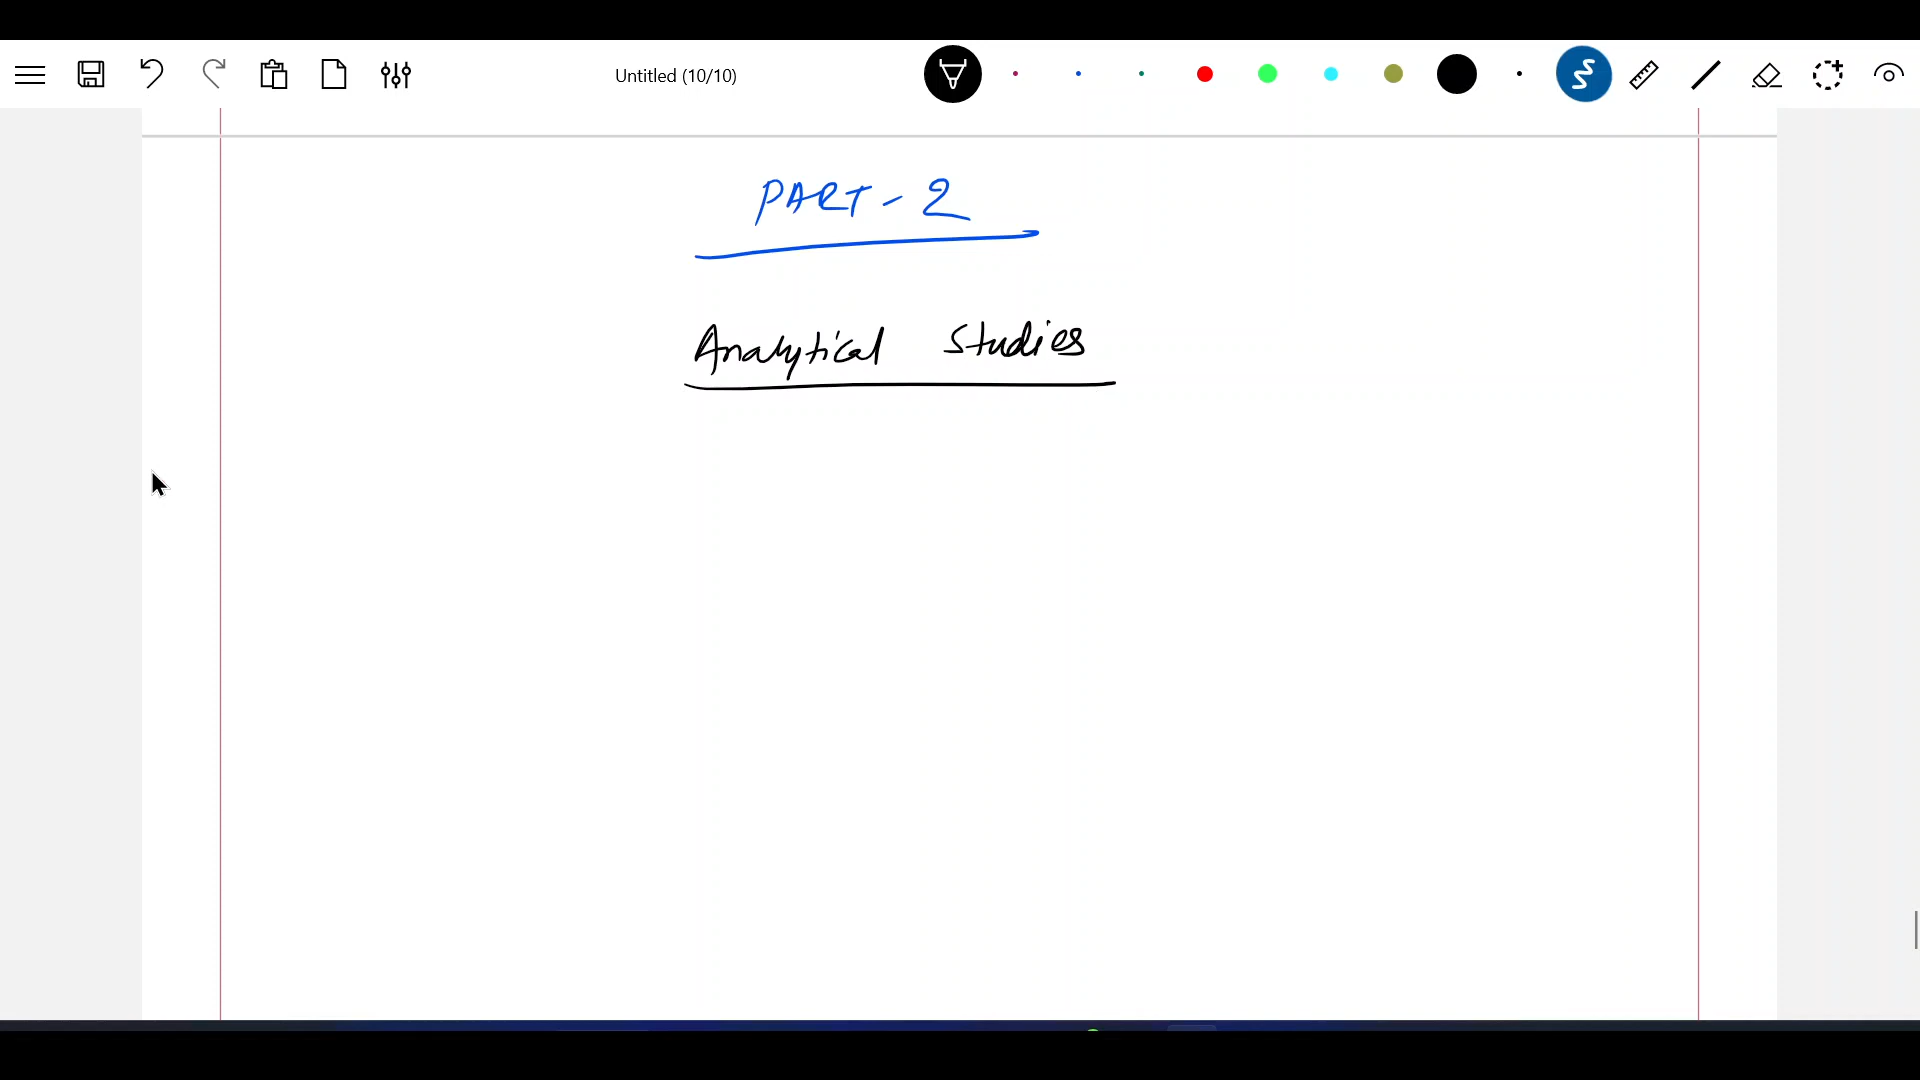 Untitled (10/10)
PART - 2
Analytical Studies